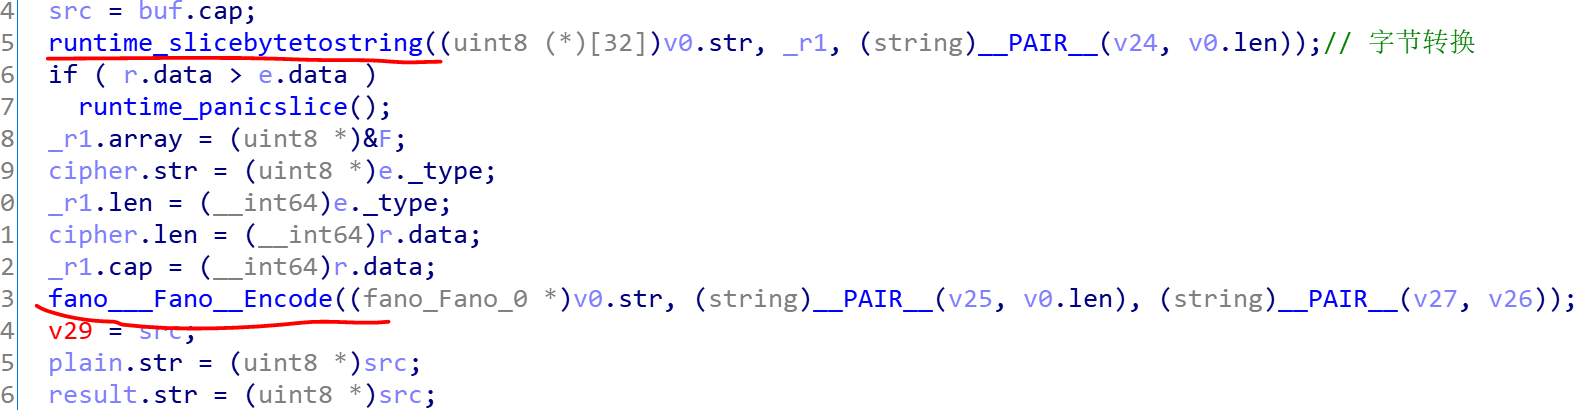 4 src = buf.cap;
5 runtime_slicebytetostring((uint8 (*)[32])v0.str, _r1, (string)__PAIR__(v24, v0.len));// 字节转换
6 if ( r.data > e.data )
7 runtime_panicslice();
8 _r1.array = (uint8 *)&F;
9 cipher.str = (uint8 *)e._type;
0 _r1.len = (__int64)e._type;
1 cipher.len = (__int64)r.data;
2 _r1.cap = (__int64)r.data;
3 fano___Fano__Encode((fano_Fano_0 *)v0.str, (string)__PAIR__(v25, v0.len), (string)__PAIR__(v27, v26));
4 v29 = src;
5 plain.str = (uint8 *)src;
6 result.str = (uint8 *)src;